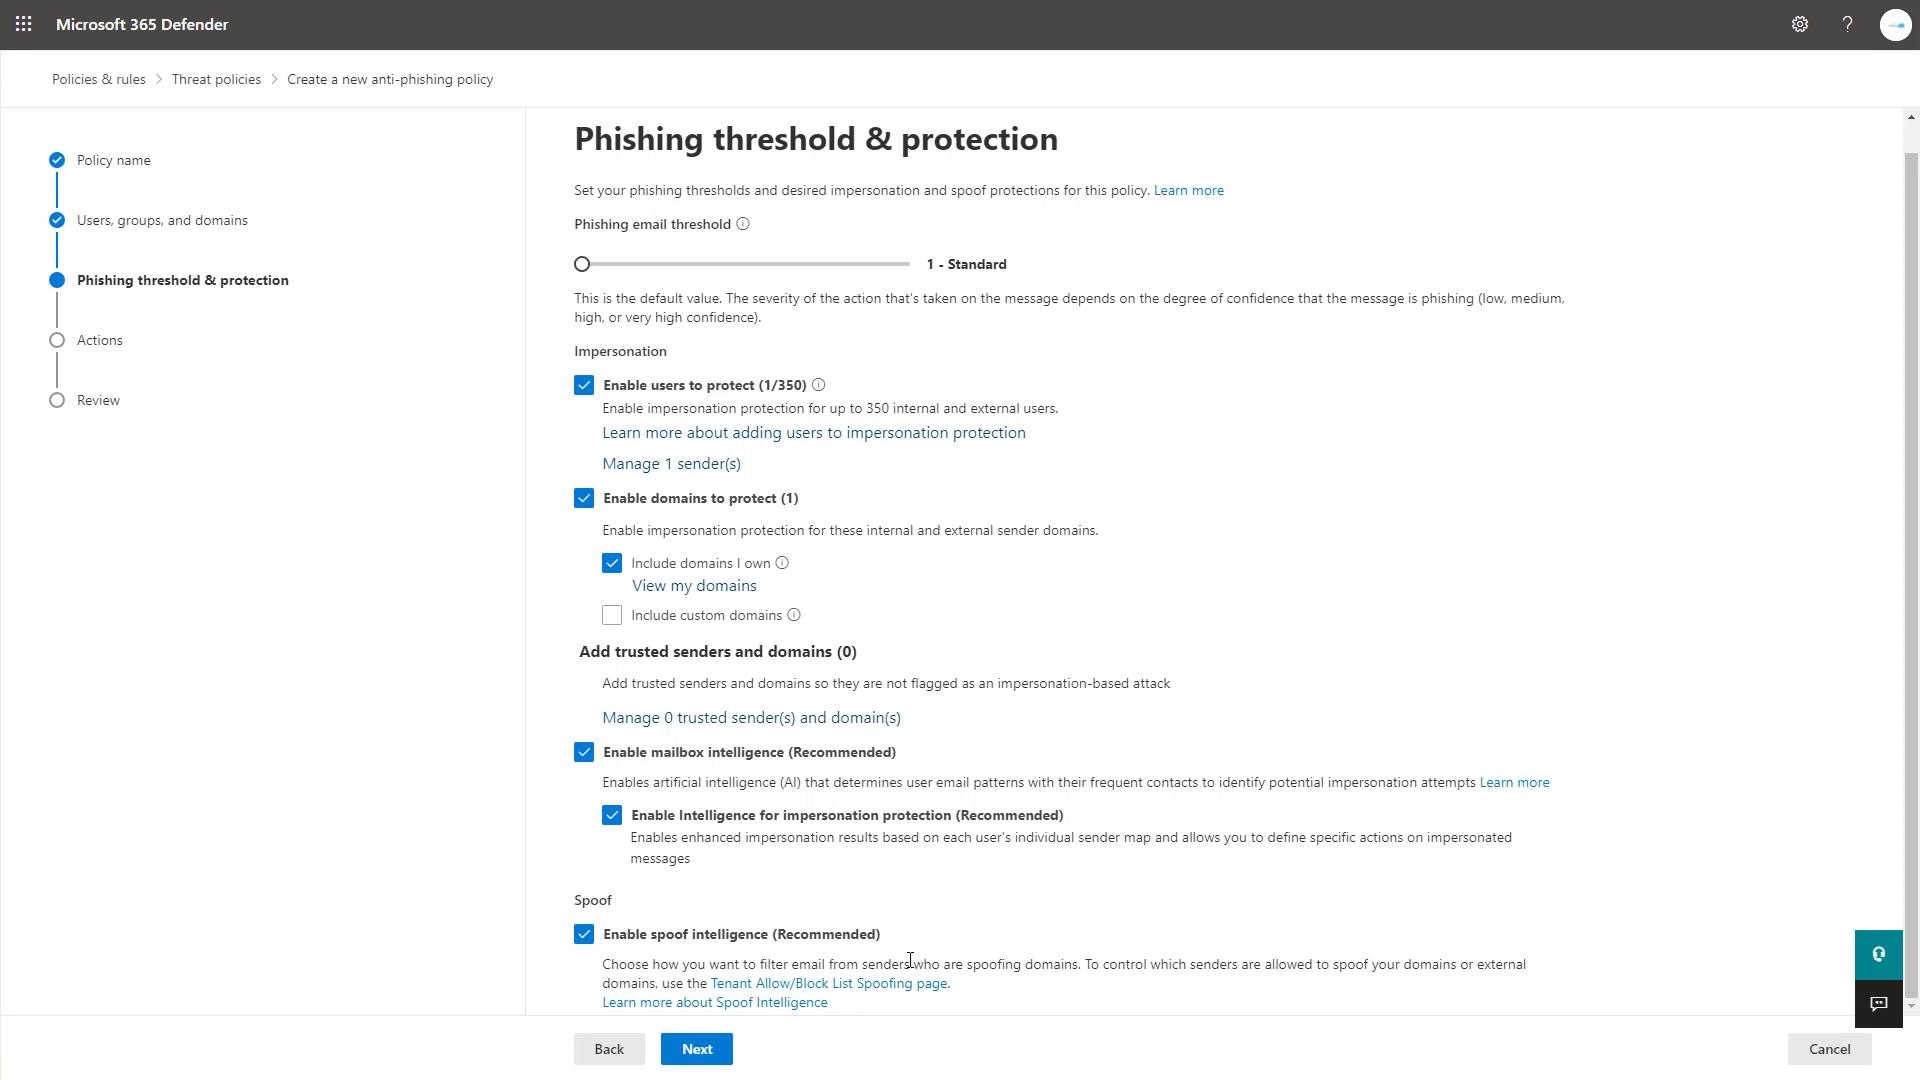 Microsoft 365 Defender
?
Policies & rules > Threat policies > Create a new anti-phishing policy
Policy name
Users, groups, and domains
Phishing threshold & protection
Actions
Review
Phishing threshold & protection
Set your phishing thresholds and desired impersonation and spoof protections for this policy. Learn more
Phishing email threshold
1 - Standard
This is the default value. The severity of the action that's taken on the message depends on the degree of confidence that the message is phishing (low, medium,
high, or very high confidence).
Impersonation
Enable users to protect (1/350)
Enable impersonation protection for up to 350 internal and external users.
Learn more about adding users to impersonation protection
Manage 1 sender(s)
Enable domains to protect (1)
Enable impersonation protection for these internal and external sender domains.
Include domains I own
View my domains
Include custom domains
Add trusted senders and domains (0)
Add trusted senders and domains so they are not flagged as an impersonation-based attack
Manage 0 trusted sender(s) and domain(s)
Enable mailbox intelligence (Recommended)
Enables artificial intelligence (AI) that determines user email patterns with their frequent contacts to identify potential impersonation attempts Learn more
Enable Intelligence for impersonation protection (Recommended)
Enables enhanced impersonation results based on each user's individual sender map and allows you to define specific actions on impersonated
messages
Spoof
Enable spoof intelligence (Recommended)
Choose how you want to filter email from senders who are spoofing domains. To control which senders are allowed to spoof your domains or external
domains, use the Tenant Allow/Block List Spoofing page.
Learn more about Spoof Intelligence
Back
Next
Cancel